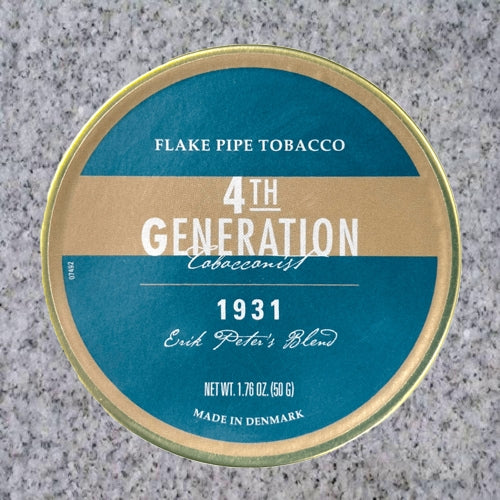 FLAKE PIPE TOBACCO
4TH
GENERATION
Tobacconist
1931
Erik Peter's Blend
NET WT. 1.76 OZ. (50 G)
MADE IN DENMARK
07452